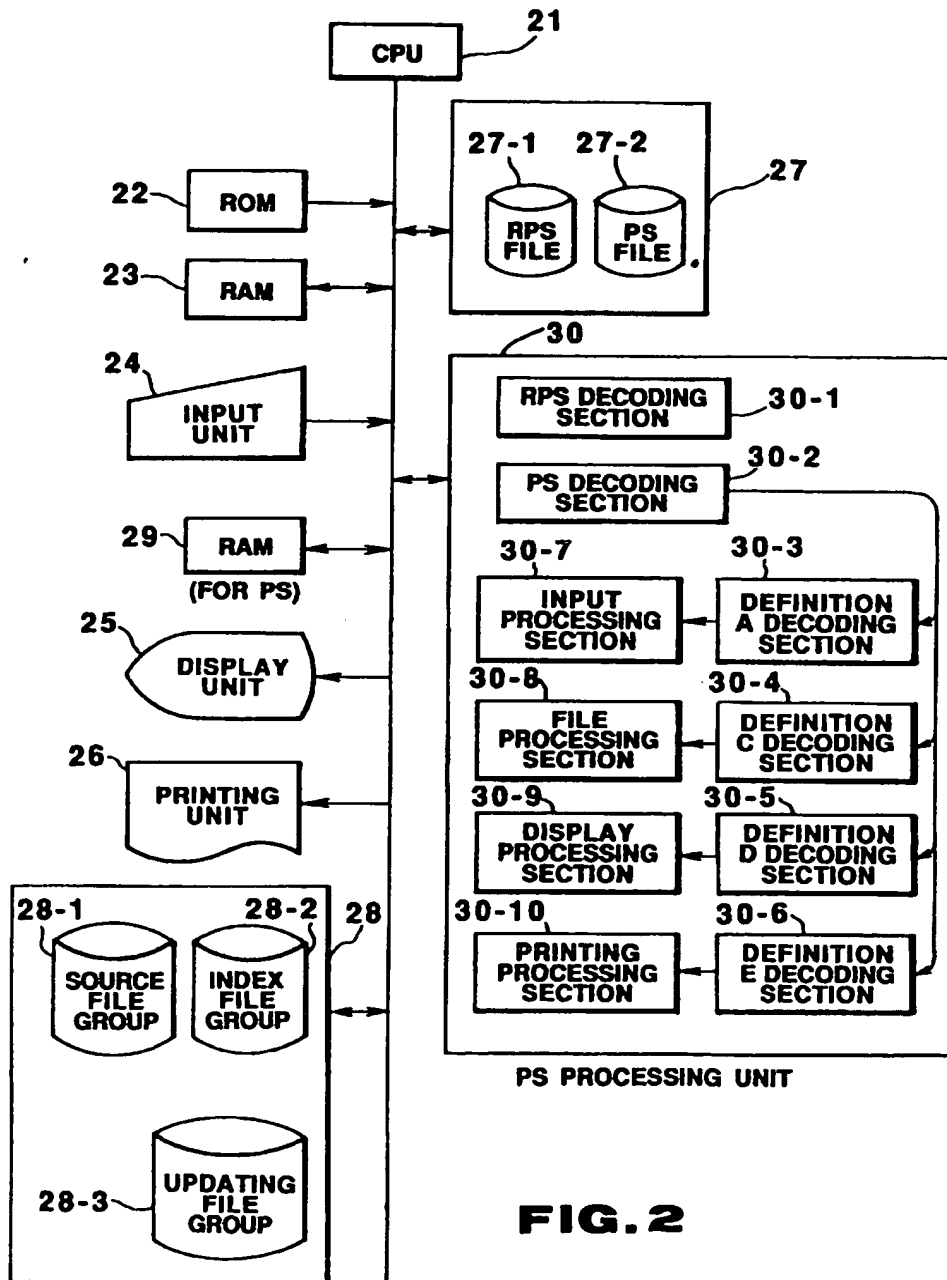 21
CPU
27-1
27-2
27
RPS
FILE
PS
FILE
22
ROM
23
RAM
24
INPUT
UNIT
29
RAM
(FOR PS)
25
DISPLAY
UNIT
26
PRINTING
UNIT
28-1
28-2
28
SOURCE
FILE
GROUP
INDEX
FILE
GROUP
28-3
UPDATING
FILE
GROUP
30
RPS DECODING
SECTION
30-1
30-2
PS DECODING
SECTION
30-7
30-3
INPUT
PROCESSING
SECTION
DEFINITION
A DECODING
SECTION
30-8
30-4
FILE
PROCESSING
SECTION
DEFINITION
C DECODING
SECTION
30-9
30-5
DISPLAY
PROCESSING
SECTION
DEFINITION
D DECODING
SECTION
30-10
30-6
PRINTING
PROCESSING
SECTION
DEFINITION
E DECODING
SECTION
PS PROCESSING UNIT
FIG. 2